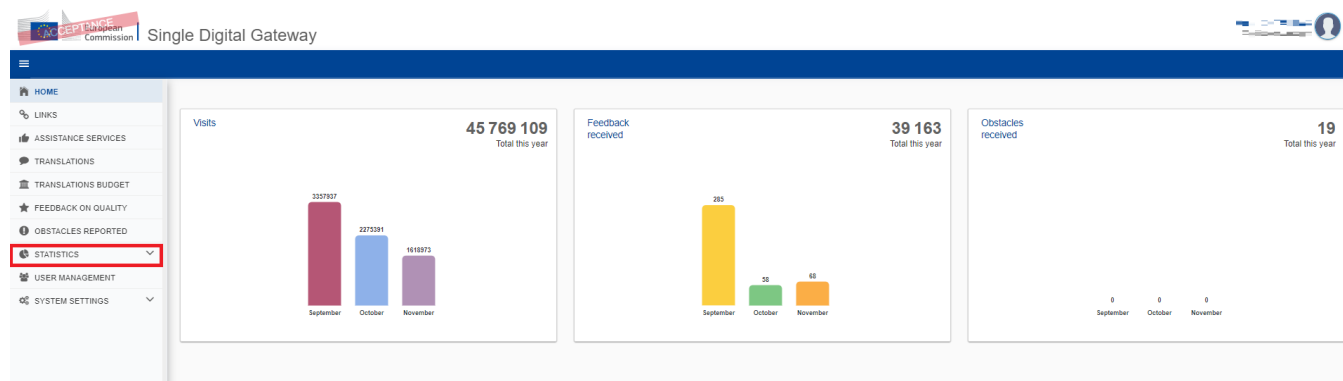 ACCEPTANCE
European
Commission
Single Digital Gateway
HOME
LINKS
ASSISTANCE SERVICES
TRANSLATIONS
TRANSLATIONS BUDGET
FEEDBACK ON QUALITY
OBSTACLES REPORTED
STATISTICS
USER MANAGEMENT
SYSTEM SETTINGS
Visits
45 769 109
Total this year
3357937
2275391
1618973
September October November
Feedback
received
39 163
Total this year
285
58
68
September October November
Obstacles
received
19
Total this year
0 0 0
September October November